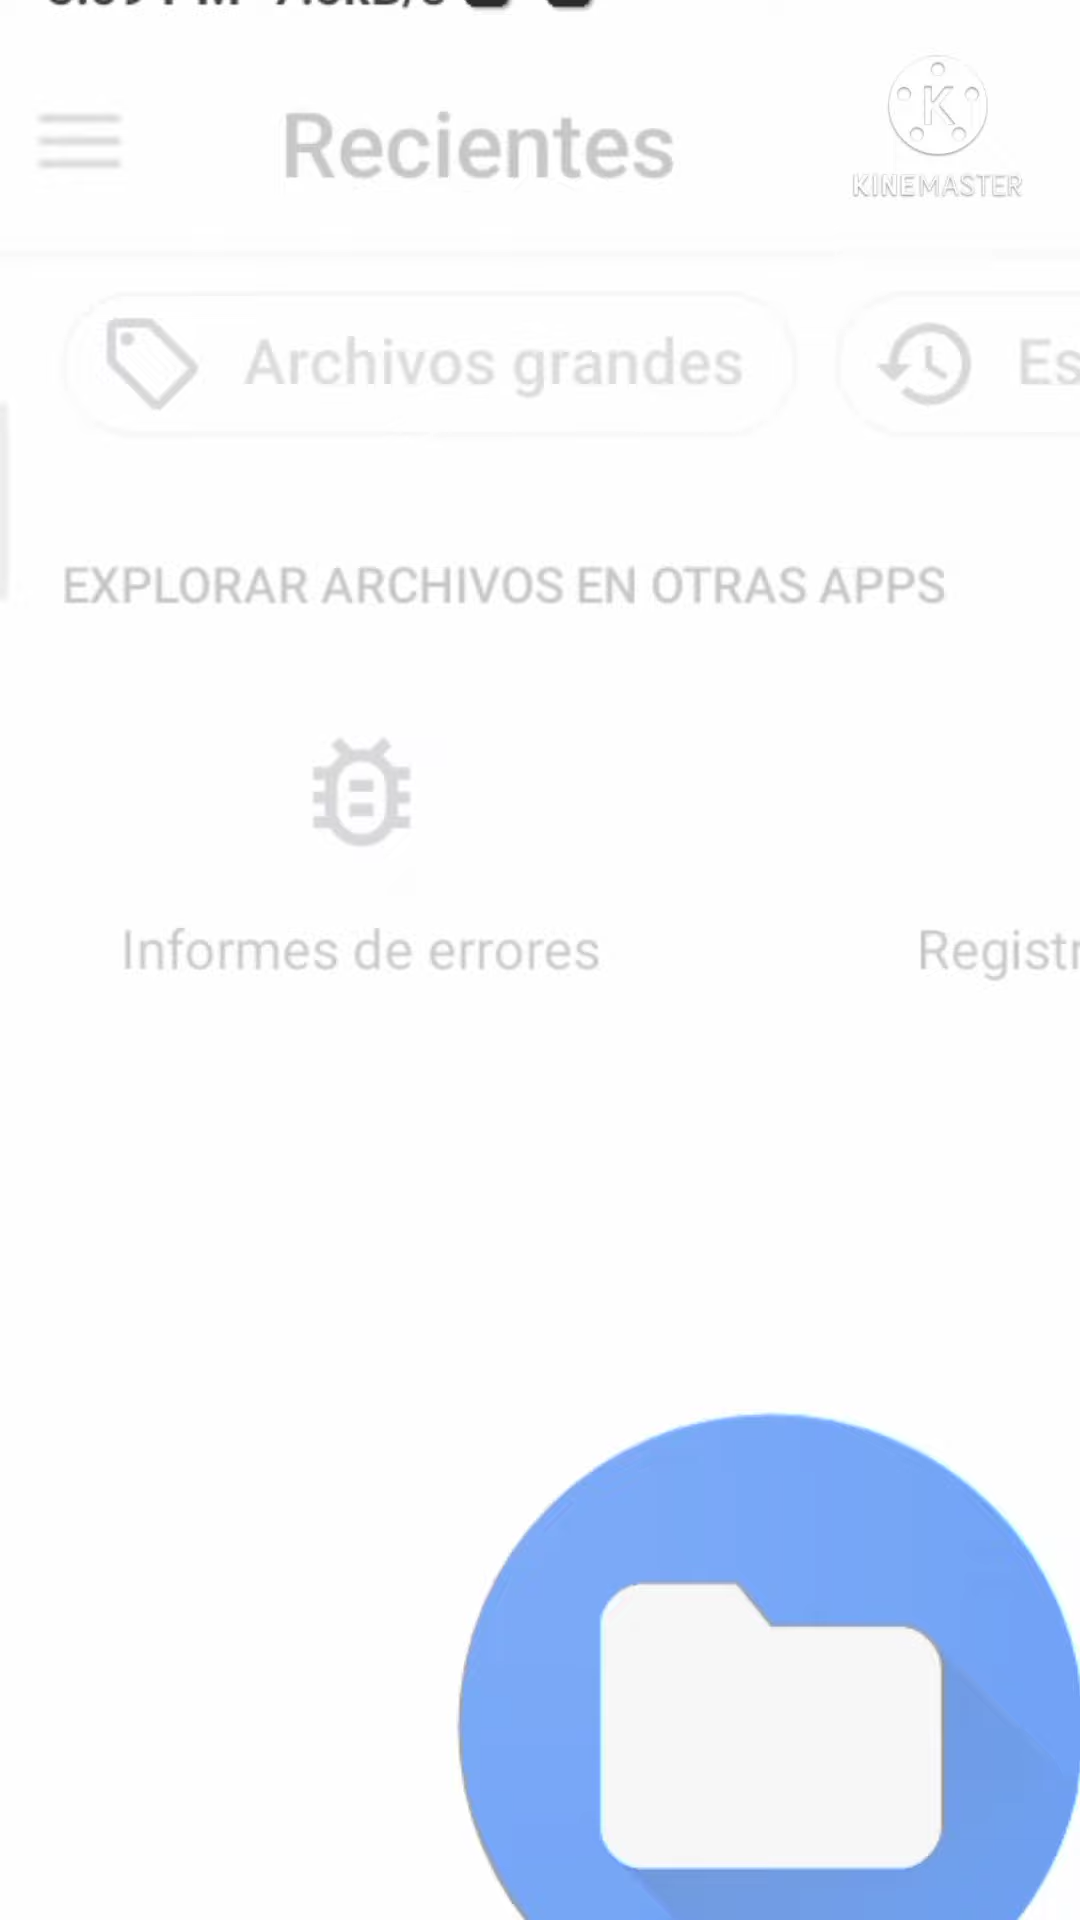 Recientes
K
KINEMASTER
Archivos grandes
EXPLORAR ARCHIVOS EN OTRAS APPS
Informes de errores